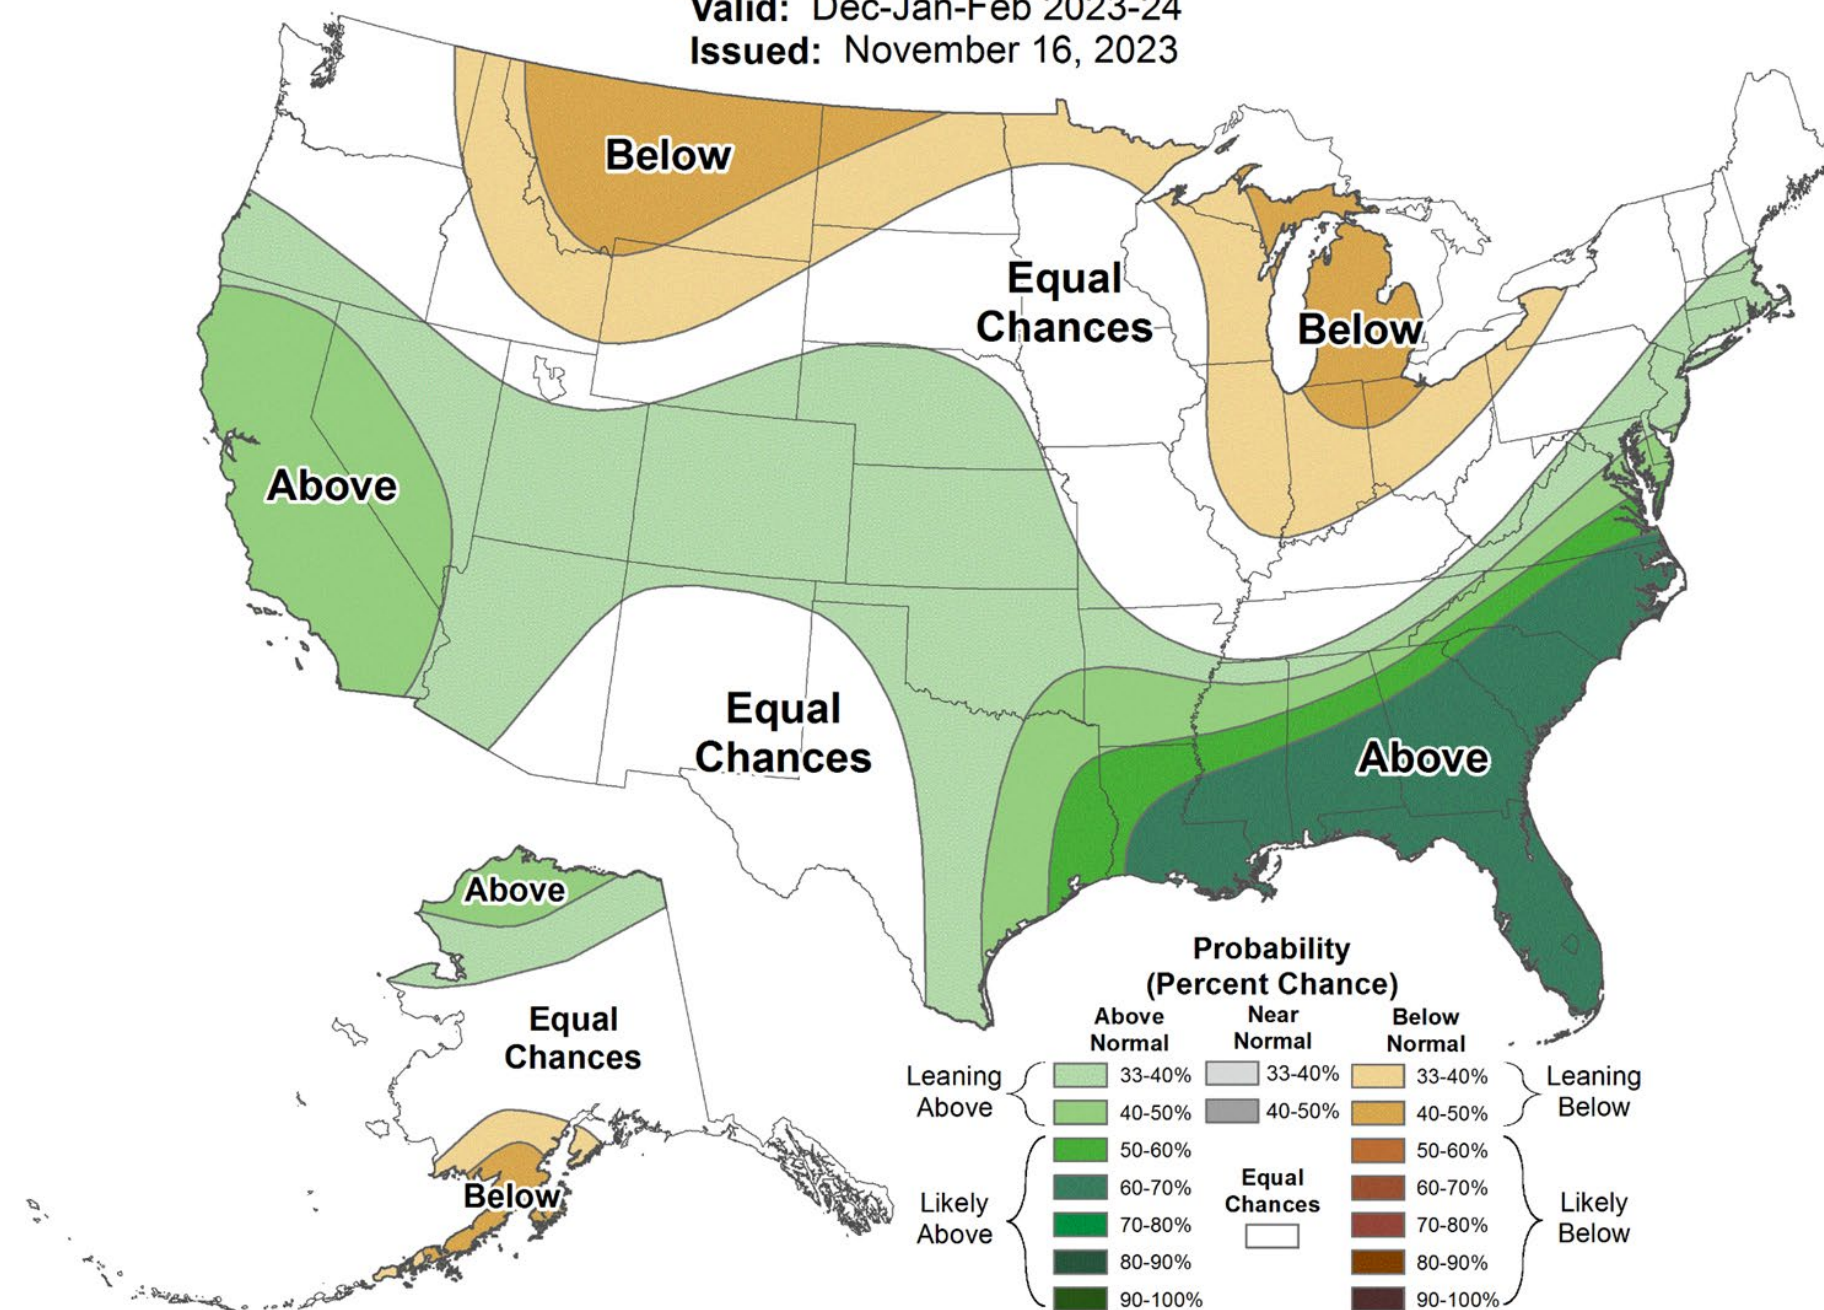 Valid: Dec-Jan-Feb 2023-24
Issued: November 16, 2023
Below
Equal
Chances
Below
Above
Equal
Chances
Above
Above
Equal
Chances
Below
Probability
(Percent Chance)
Above
Normal
Near
Normal
Below
Normal
Leaning
Above
33-40%
33-40%
33-40%
Leaning
Below
40-50%
40-50%
40-50%
50-60%
50-60%
Likely
Above
60-70%
Equal
Chances
60-70%
Likely
Below
70-80%
70-80%
80-90%
80-90%
90-100%
90-100%